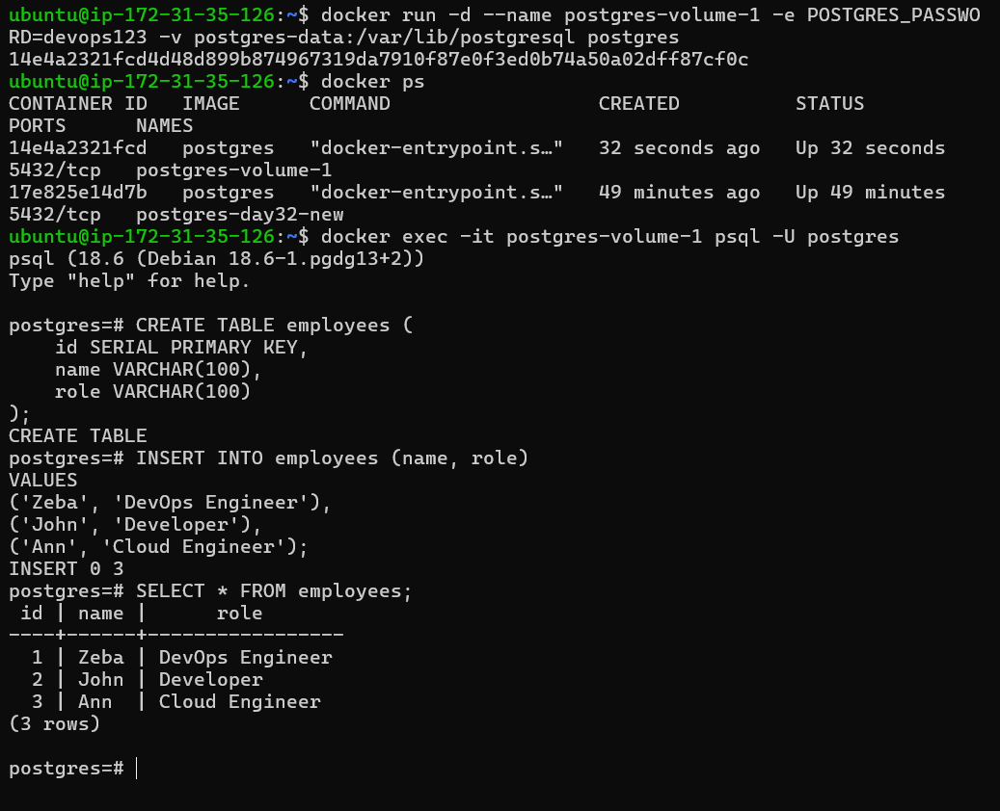 ubuntu@ip-172-31-35-126:~$ docker run -d --name postgres-volume-1 -e POSTGRES_PASSWO
RD=devops123 -v postgres-data:/var/lib/postgresql postgres
14e4a2321fcd4d48d899b874967319da7910f87e0f3ed0b74a50a02dff87cf0c
ubuntu@ip-172-31-35-126:~$ docker ps
CONTAINER ID   IMAGE      COMMAND                  CREATED          STATUS
PORTS      NAMES
14e4a2321fcd   postgres   "docker-entrypoint.s…"   32 seconds ago   Up 32 seconds
5432/tcp   postgres-volume-1
17e825e14d7b   postgres   "docker-entrypoint.s…"   49 minutes ago   Up 49 minutes
5432/tcp   postgres-day32-new
ubuntu@ip-172-31-35-126:~$ docker exec -it postgres-volume-1 psql -U postgres
psql (18.6 (Debian 18.6-1.pgdg13+2))
Type "help" for help.

postgres=# CREATE TABLE employees (
    id SERIAL PRIMARY KEY,
    name VARCHAR(100),
    role VARCHAR(100)
);
CREATE TABLE
postgres=# INSERT INTO employees (name, role)
VALUES
('Zeba', 'DevOps Engineer'),
('John', 'Developer'),
('Ann', 'Cloud Engineer');
INSERT 0 3
postgres=# SELECT * FROM employees;
 id | name |      role
----+------+-----------------
  1 | Zeba | DevOps Engineer
  2 | John | Developer
  3 | Ann  | Cloud Engineer
(3 rows)

postgres=#